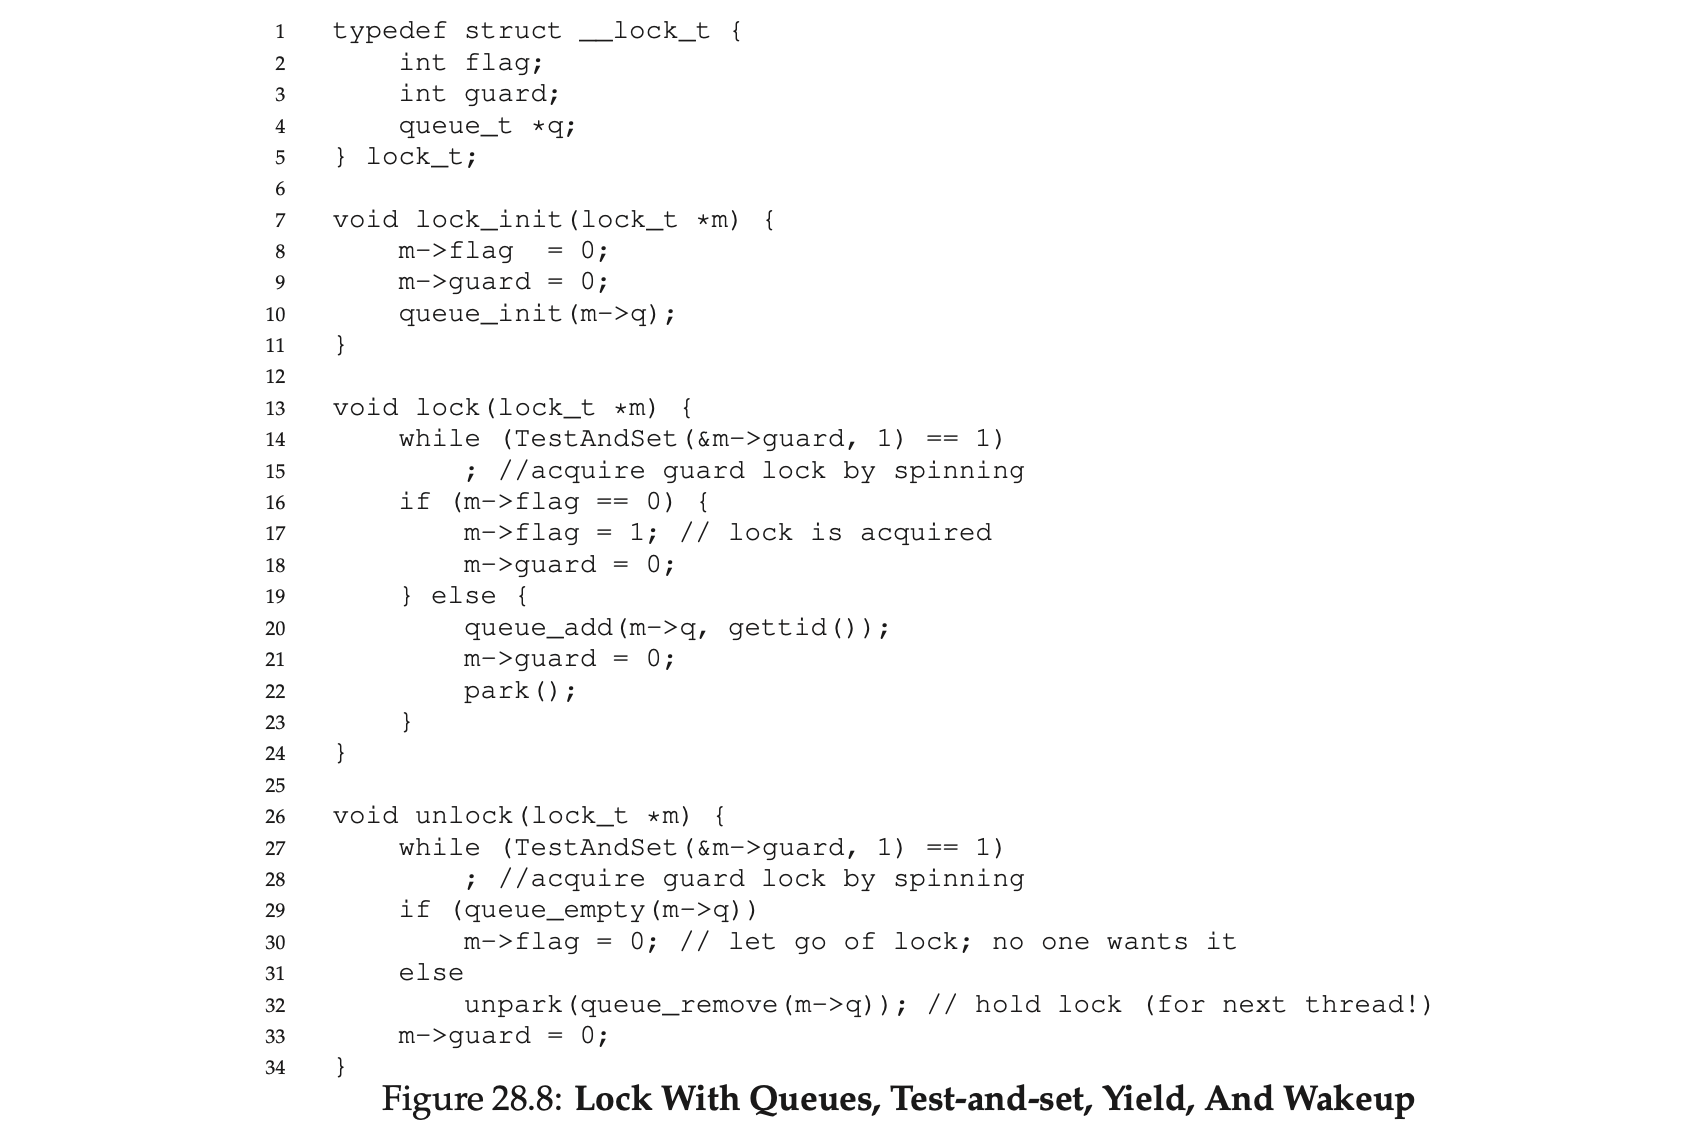 1 typedef struct __lock_t {
2 int flag;
3 int guard;
4 queue_t *q;
5 } lock_t;
6
7 void lock_init(lock_t *m) {
8 m->flag = 0;
9 m->guard = 0;
10 queue_init(m->q);
11 }
12
13 void lock(lock_t *m) {
14 while (TestAndSet(&m->guard, 1) == 1)
15 ; //acquire guard lock by spinning
16 if (m->flag == 0) {
17 m->flag = 1; // lock is acquired
18 m->guard = 0;
19 } else {
20 queue_add(m->q, gettid());
21 m->guard = 0;
22 park();
23 }
24 }
25
26 void unlock(lock_t *m) {
27 while (TestAndSet(&m->guard, 1) == 1)
28 ; //acquire guard lock by spinning
29 if (queue_empty(m->q))
30 m->flag = 0; // let go of lock; no one wants it
31 else
32 unpark(queue_remove(m->q)); // hold lock (for next thread!)
33 m->guard = 0;
34 }
Figure 28.8: Lock With Queues, Test-and-set, Yield, And Wakeup